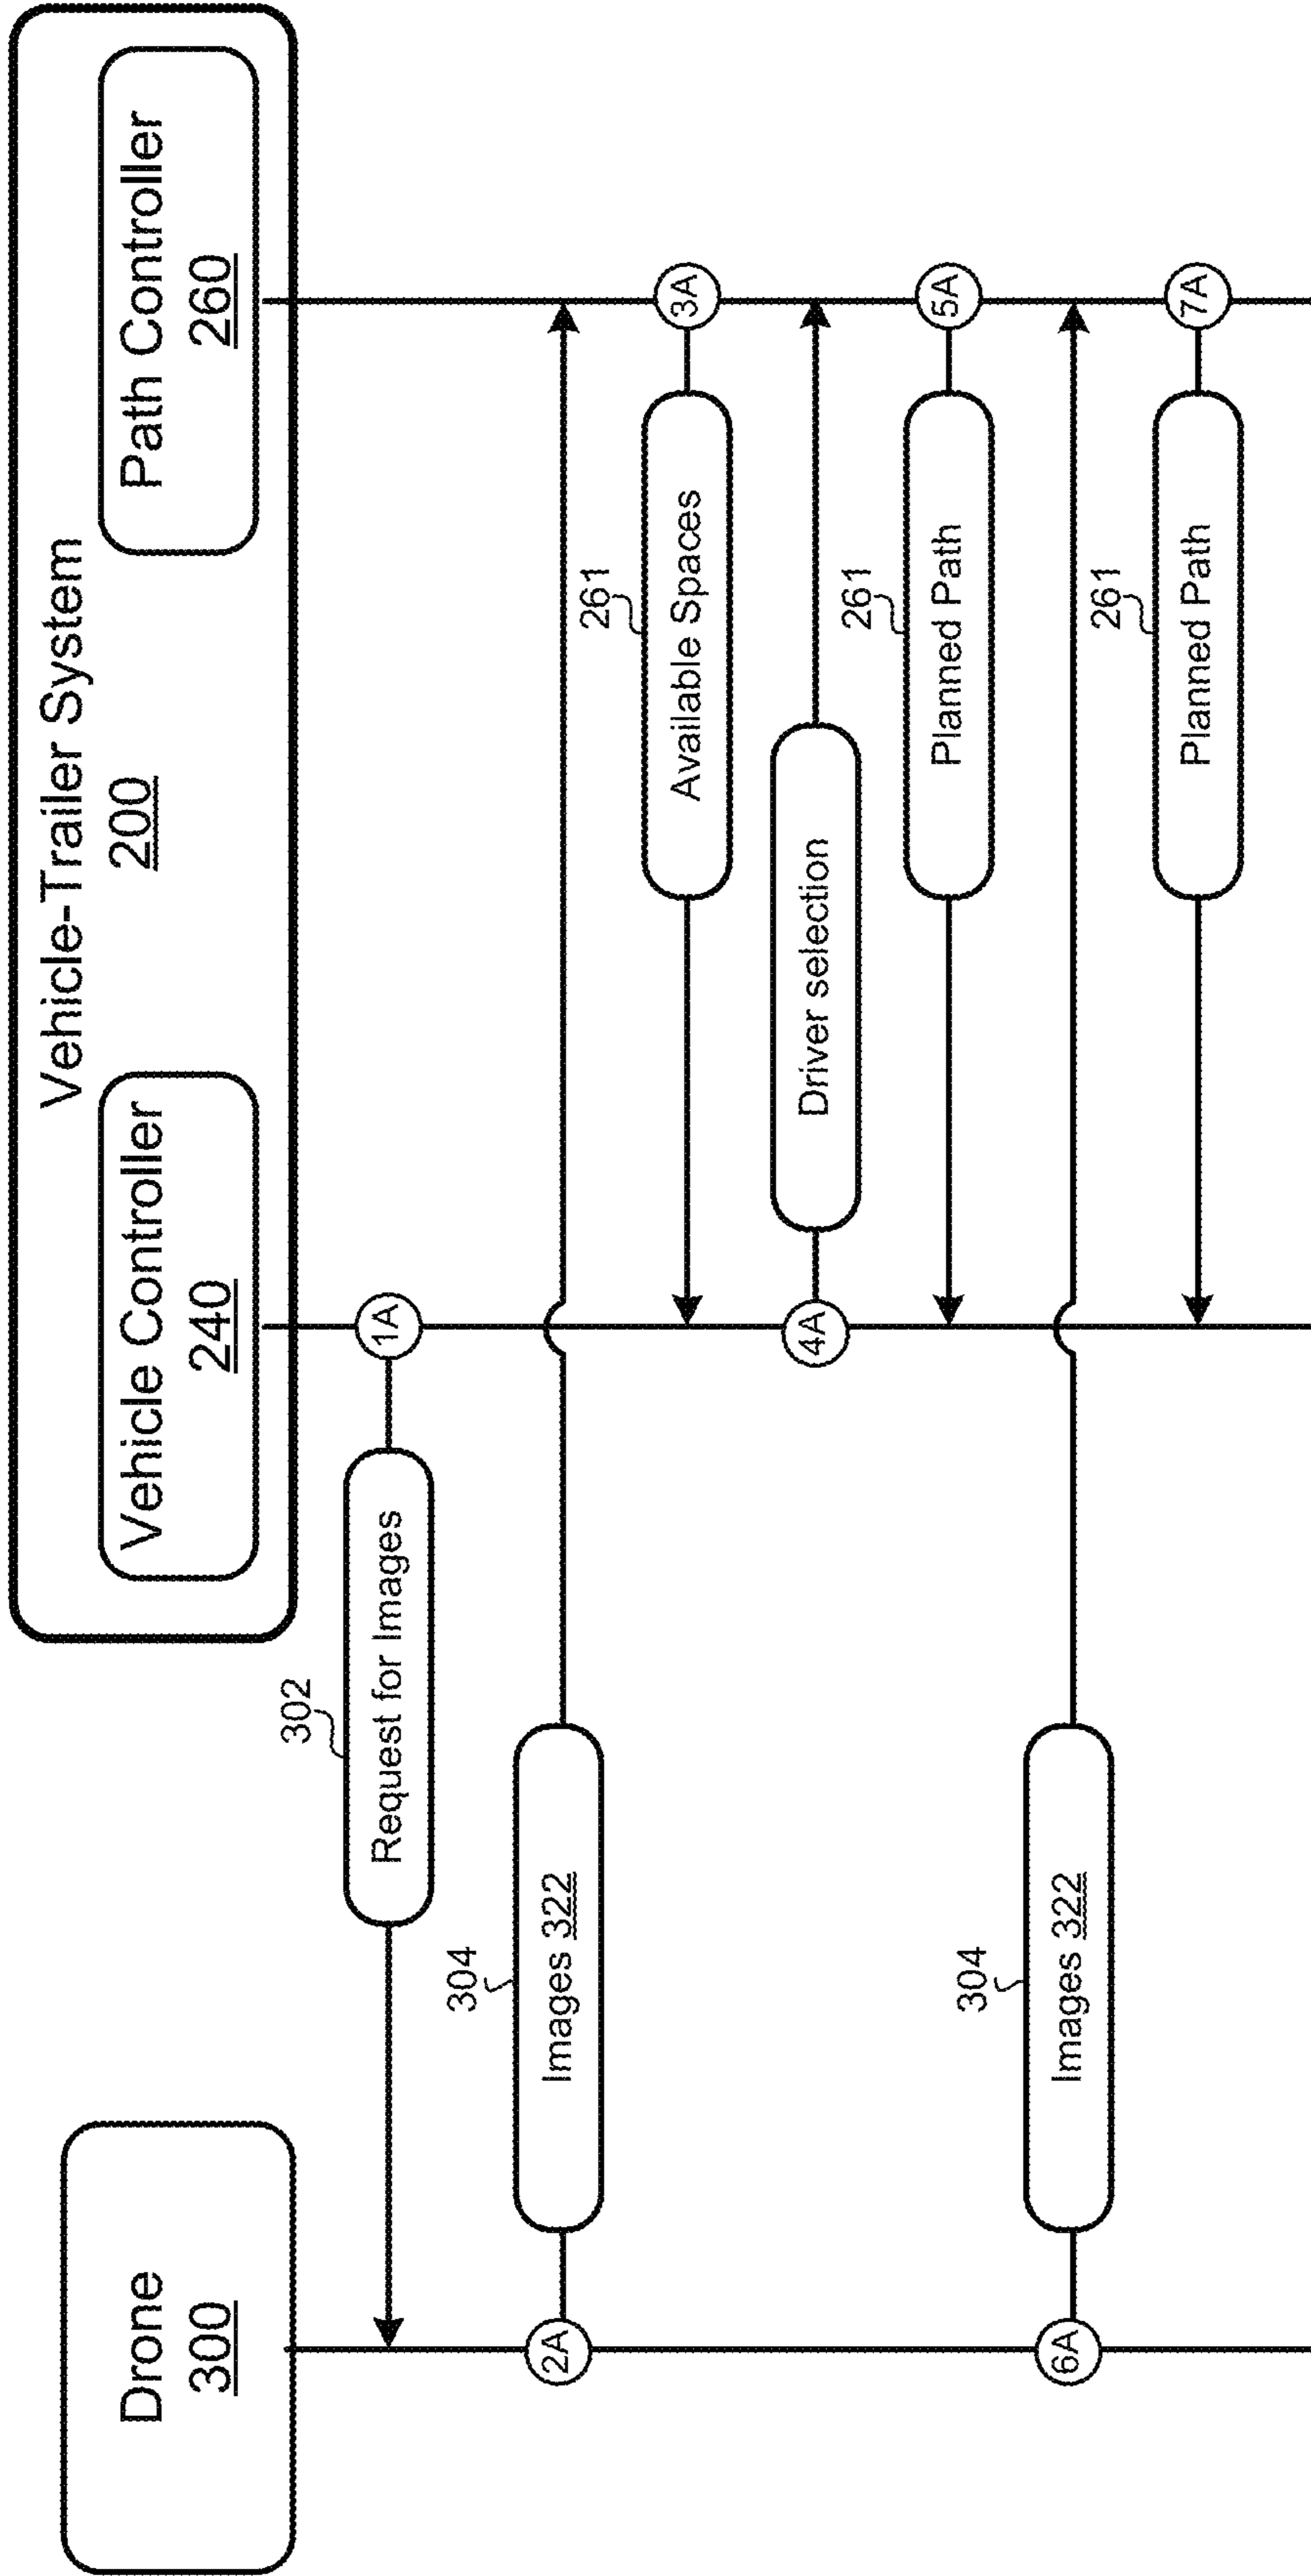 Drone
300
Vehicle-Trailer System
200
Vehicle Controller
240
Path Controller
260
302
Request for Images
1A
304
2A
Images 322
261
Available Spaces
3A
4A
Driver selection
261
Planned Path
5A
304
6A
Images 322
261
Planned Path
7A